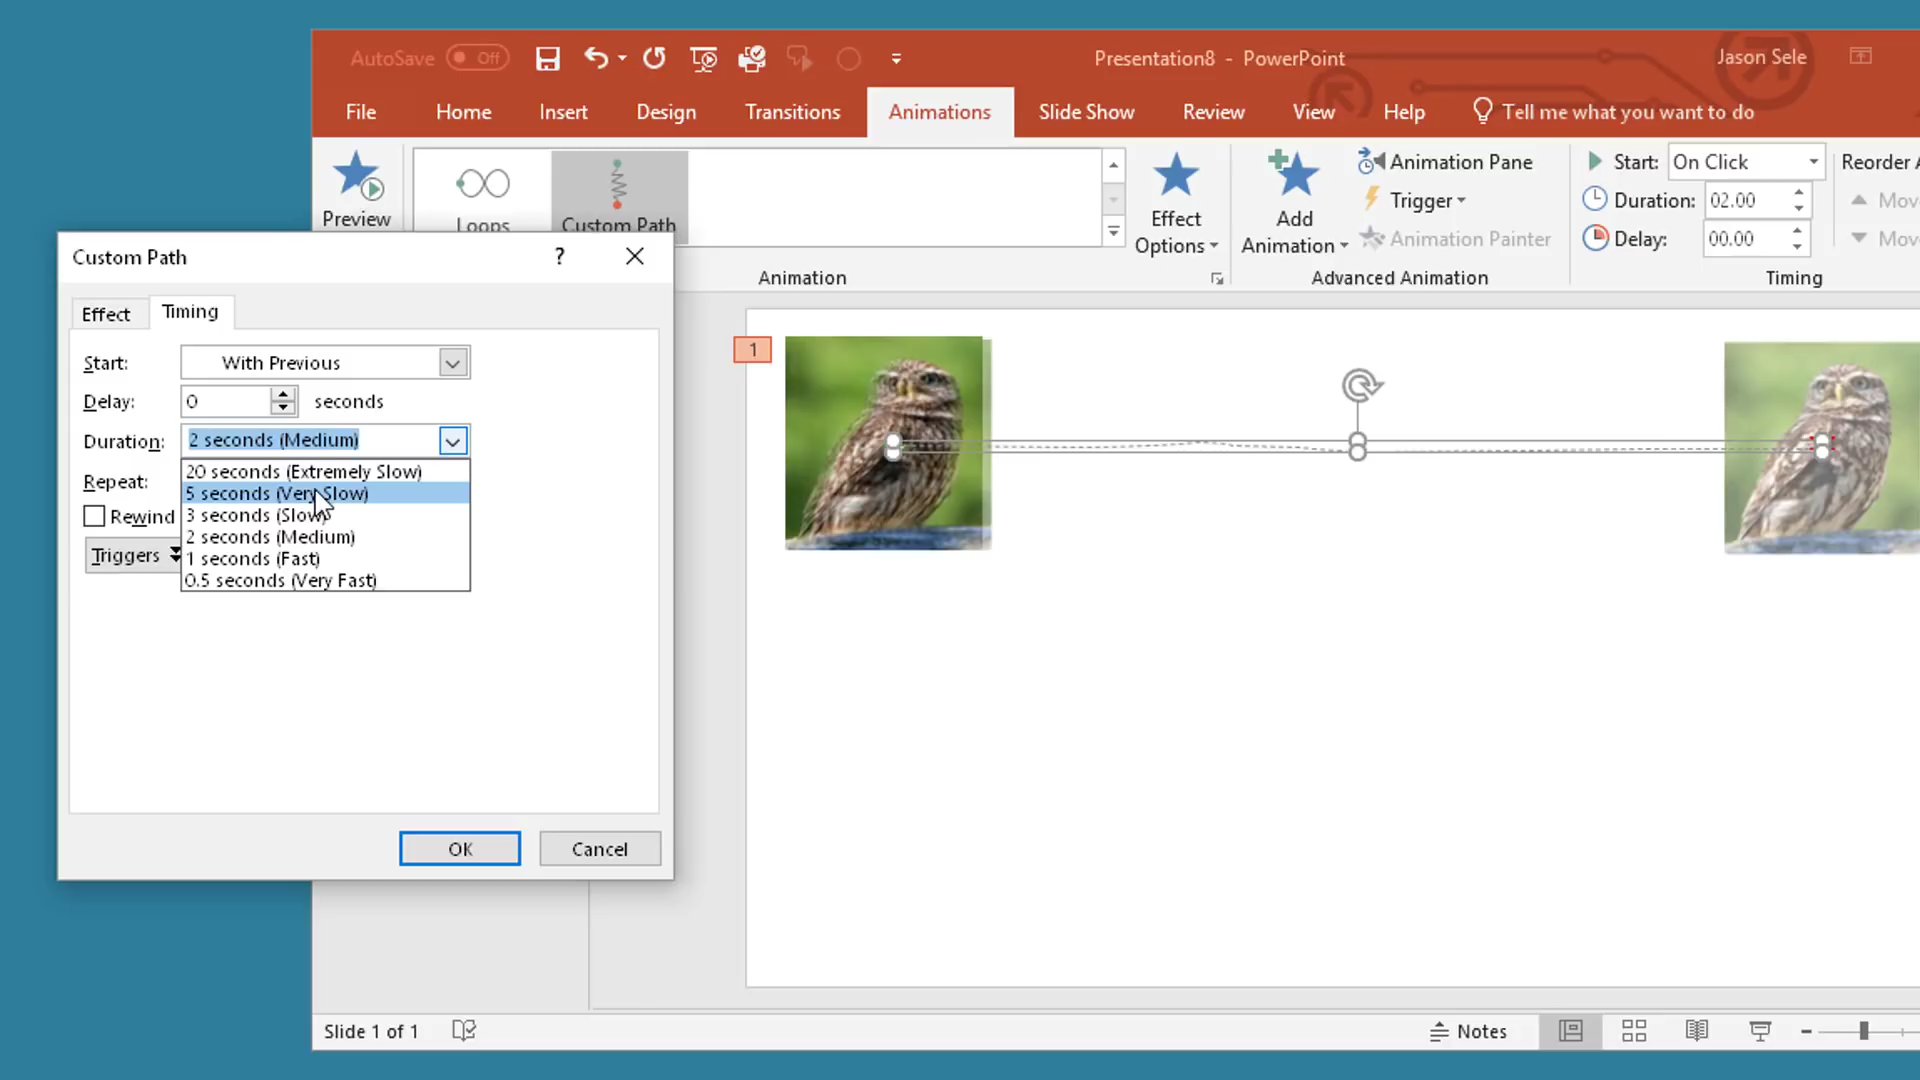 AutoSave Off
Presentation8 - PowerPoint
Jason Sele
File Home Insert Design Transitions Animations Slide Show Review View Help Tell me what you want to do
Preview
Loops
Custom Path
Effect
Options
Add
Animation
Animation Pane
Trigger
Animation Painter
Start: On Click
Duration: 02.00
Delay: 00.00
Reorder
Animation
Advanced Animation
Timing
Custom Path ?
Effect Timing
Start: With Previous
Delay: 0 seconds
Duration: 2 seconds (Medium)
20 seconds (Extremely Slow)
Repeat:
5 seconds (Very Slow)
3 seconds (Slow)
Rewind
2 seconds (Medium)
Triggers
1 seconds (Fast)
0.5 seconds (Very Fast)
OK Cancel
1
Slide 1 of 1
Notes